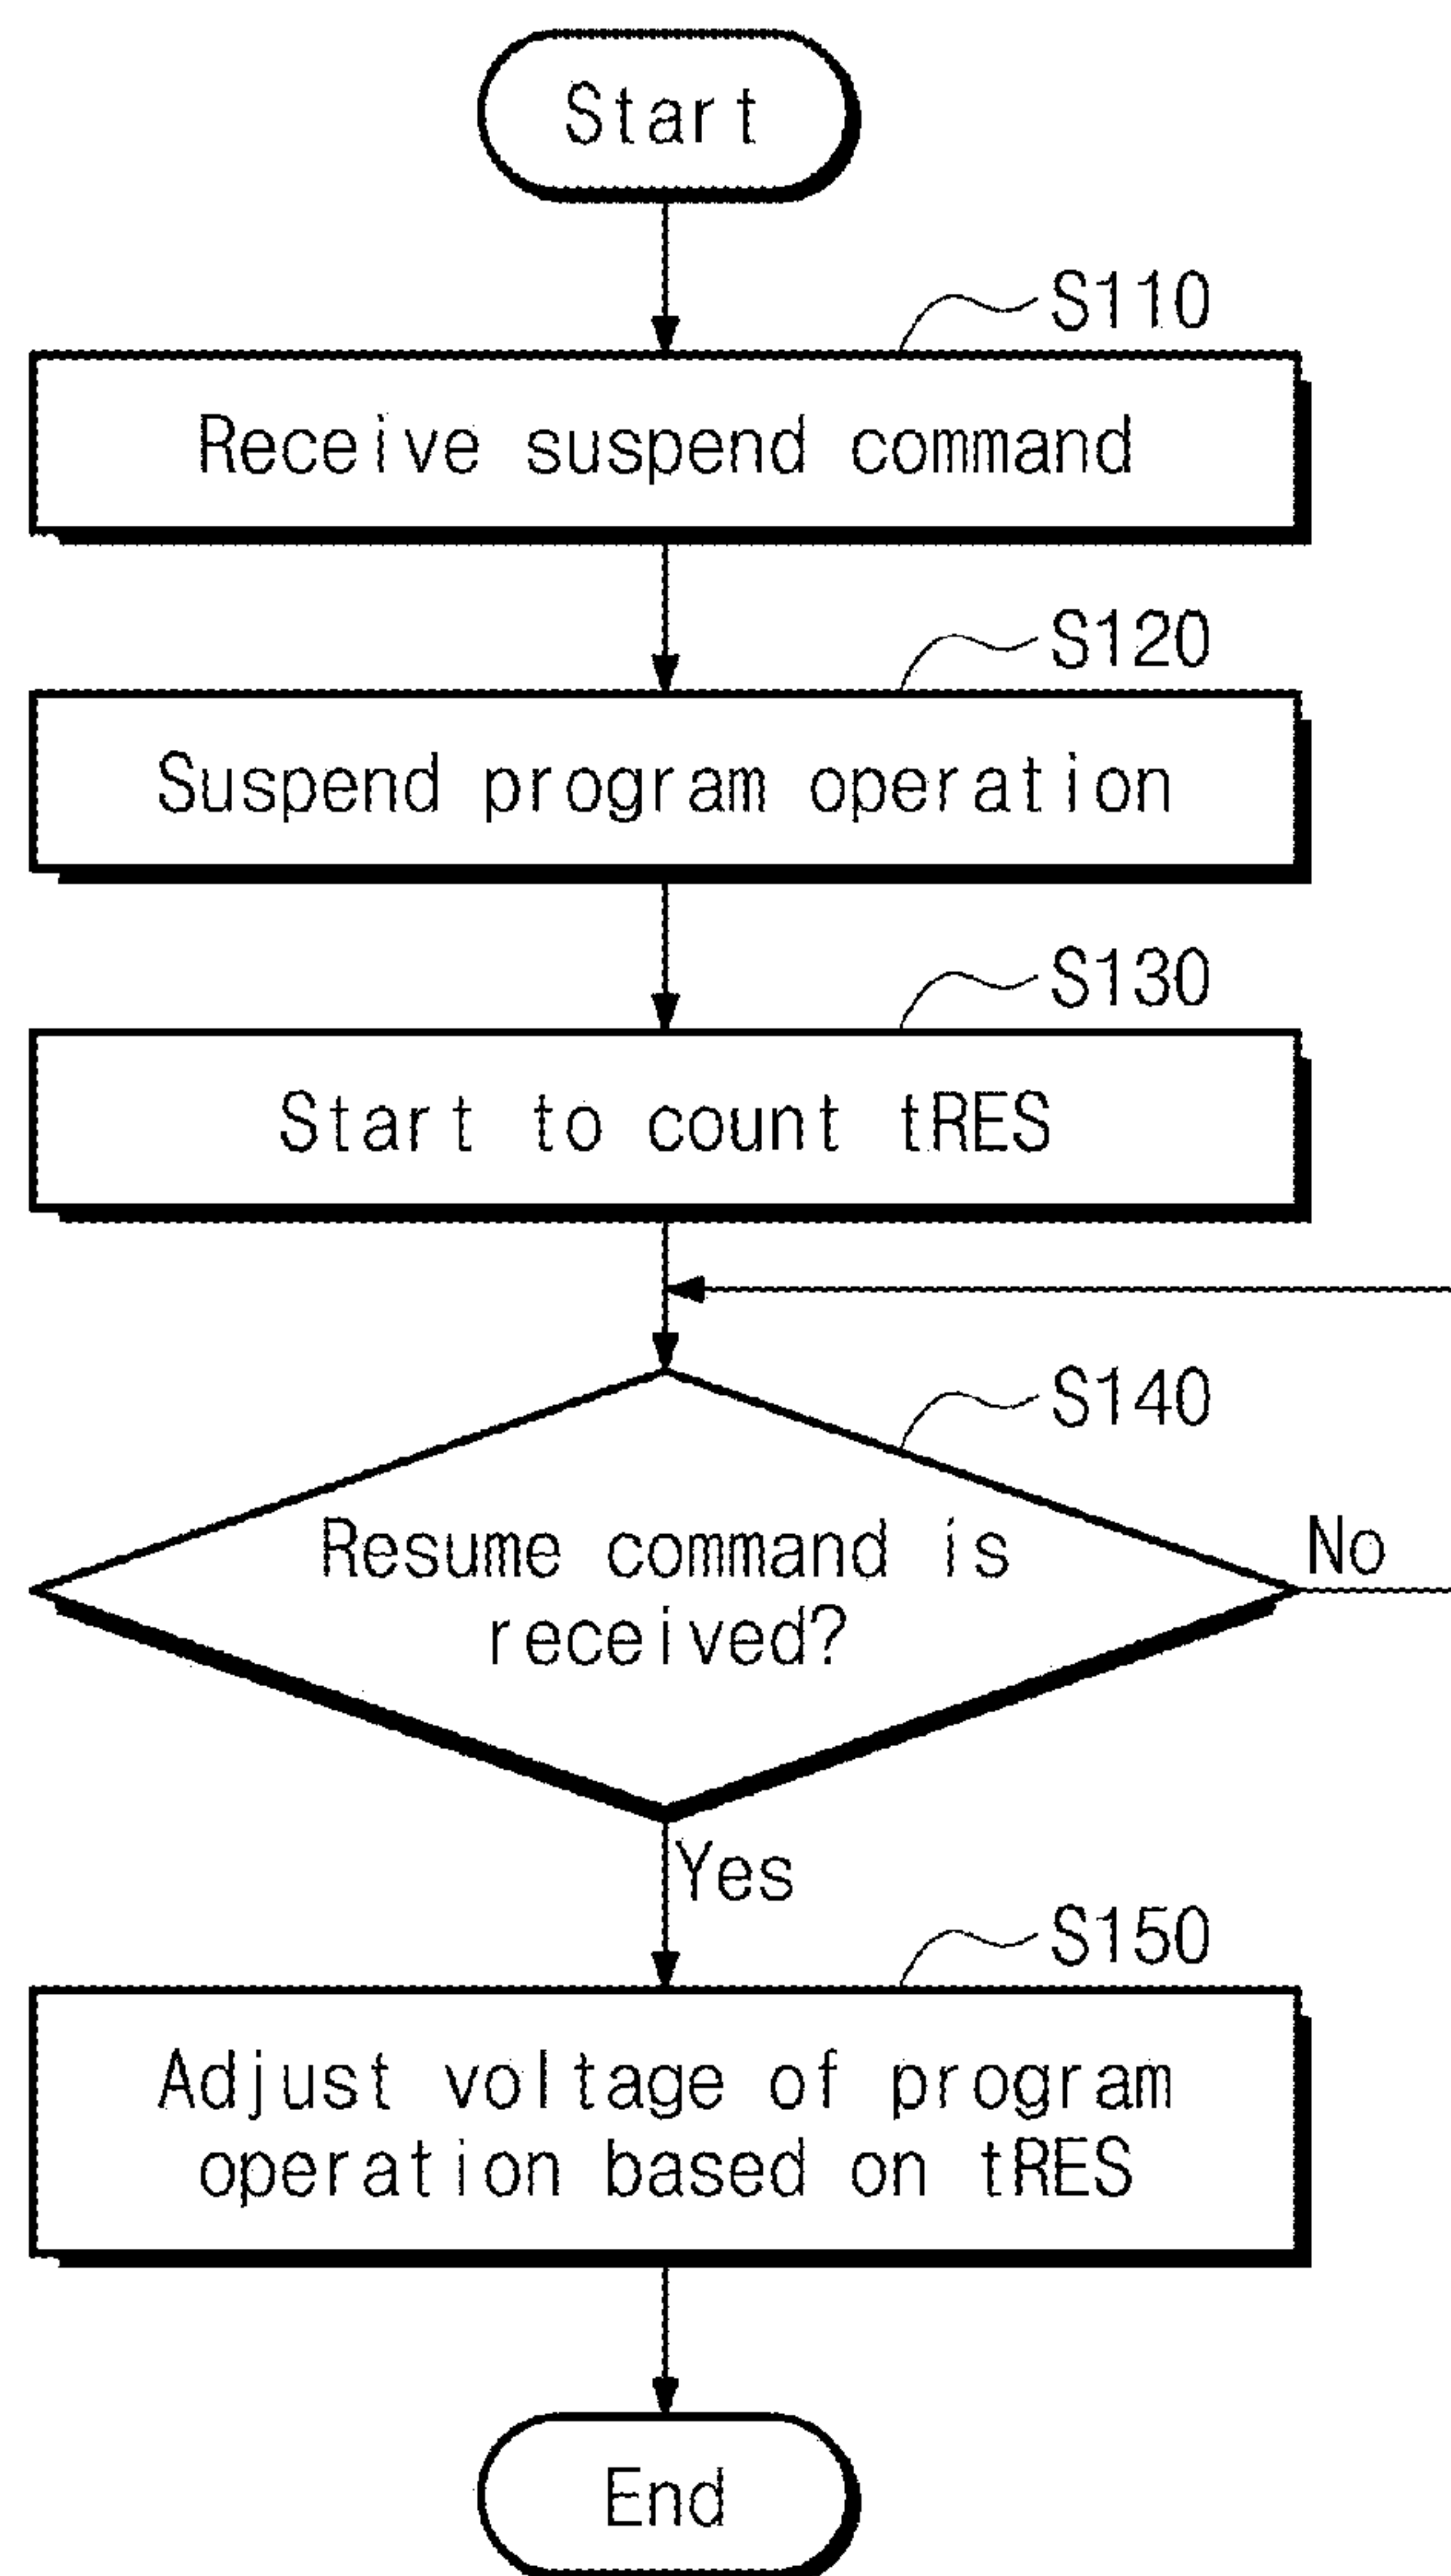 Start
S110
Receive suspend command
S120
Suspend program operation
S130
Start to count tRES
S140
Resume command is
received?
No
Yes
S150
Adjust voltage of program
operation based on tRES
End